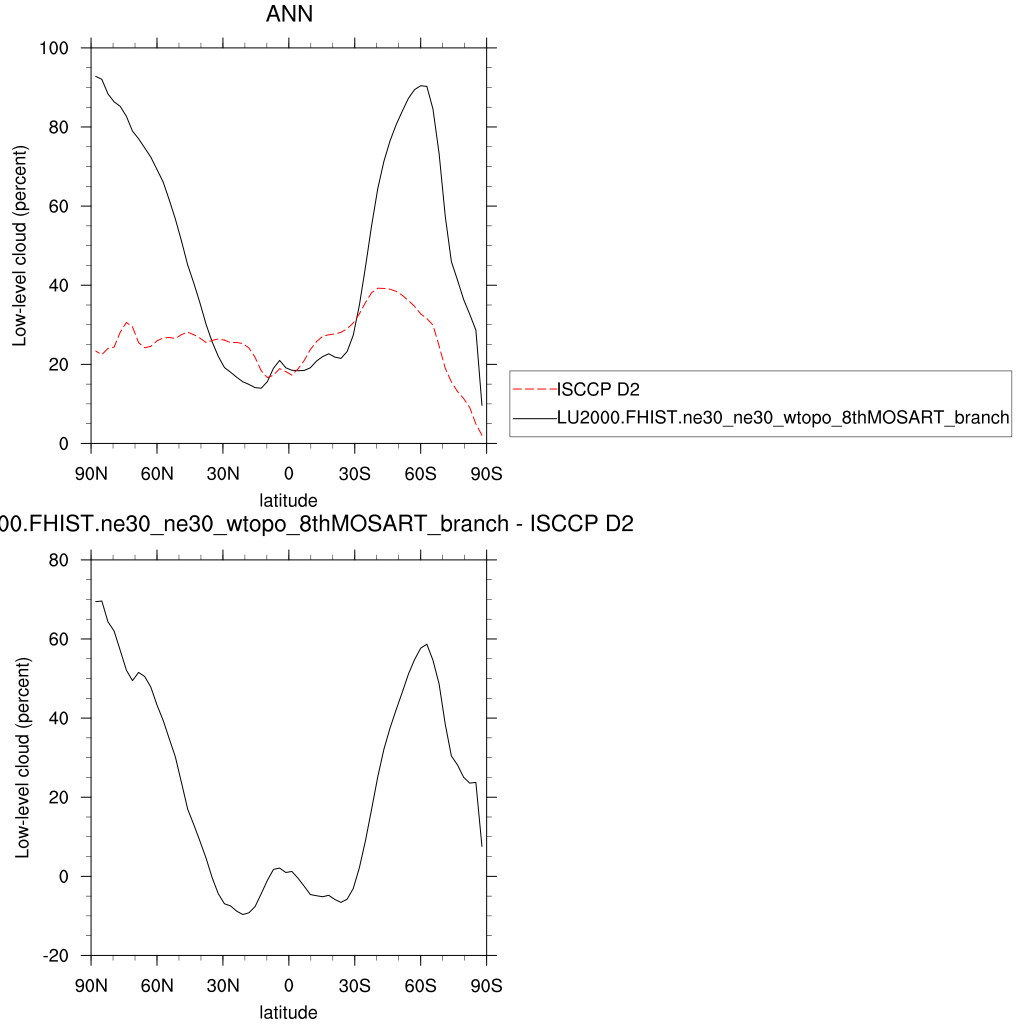 ANN
100
80
60
40
20
0
Low-level cloud (percent)
90N 60N 30N 0 30S 60S 90S
latitude
ISCCP D2
LU2000.FHIST.ne30_ne30_wtopo_8thMOSART_branch
00.FHIST.ne30_ne30_wtopo_8thMOSART_branch - ISCCP D2
80
60
40
20
0
-20
Low-level cloud (percent)
90N 60N 30N 0 30S 60S 90S
latitude